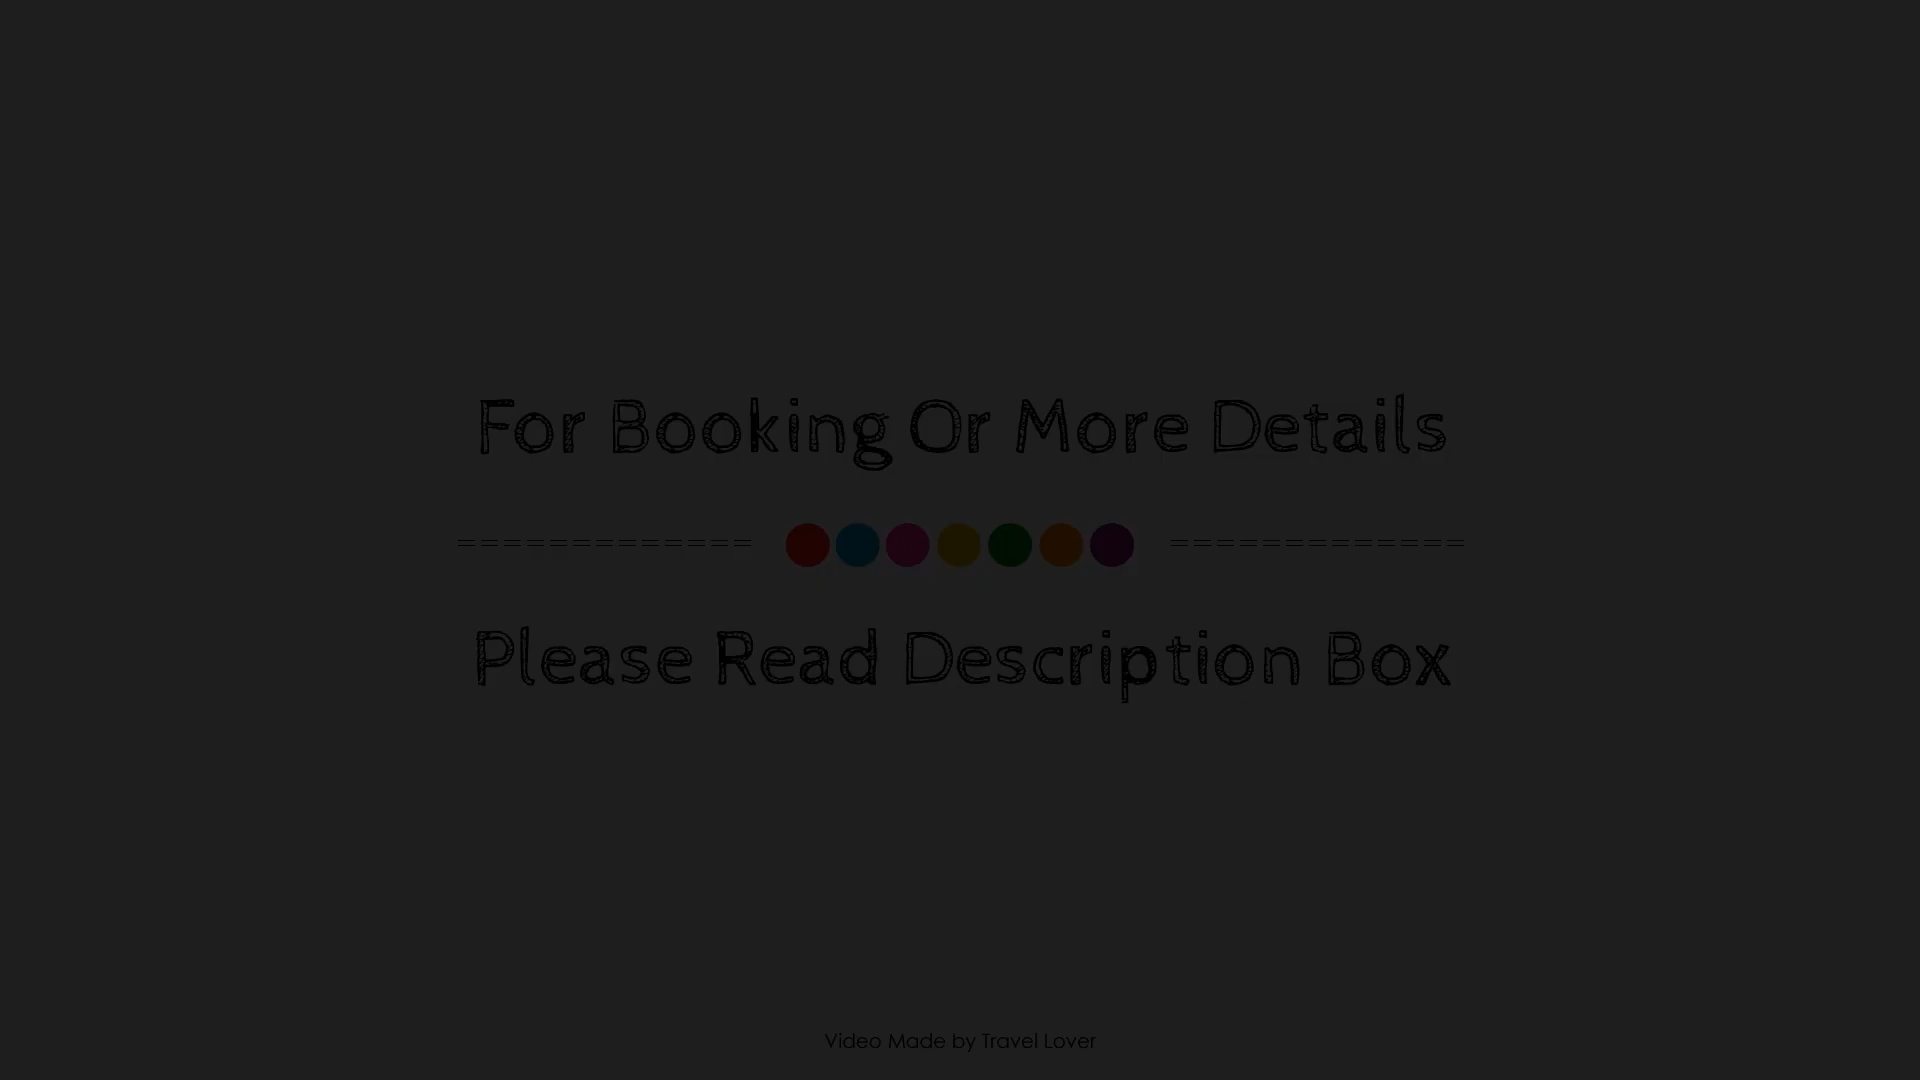 For Booking Or More Details
============= =============
Please Read Description Box
Video Made by Travel Lover